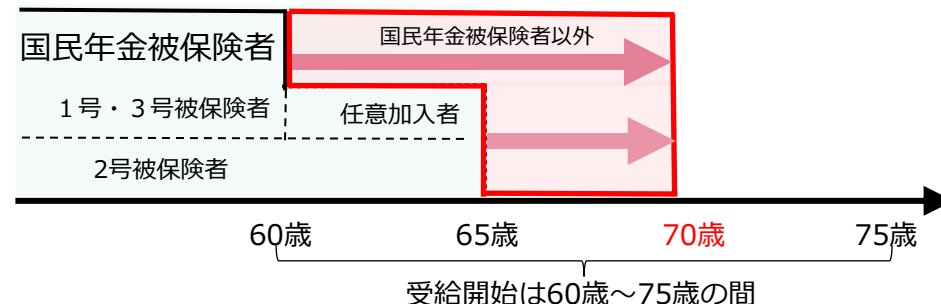 国民年金被保険者
国民年金被保険者以外
１号・３号被保険者
任意加入者
2号被保険者
60歳
65歳
70歳
75歳
受給開始は60歳～75歳の間